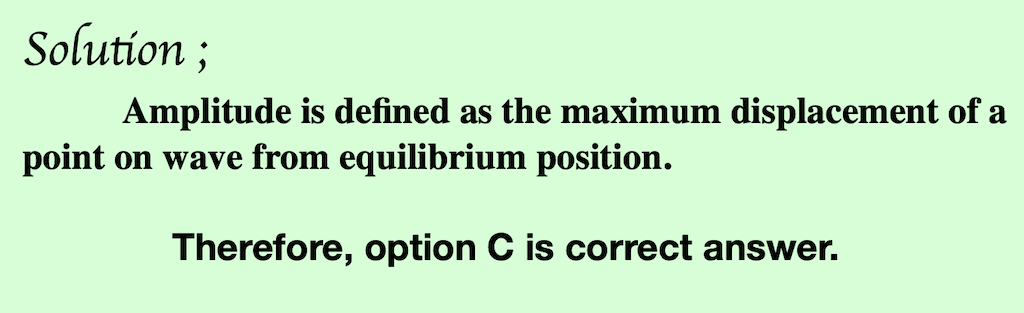 Solution ;
Amplitude is defined as the maximum displacement of a
point on wave from equilibrium position.
Therefore, option C is correct answer.